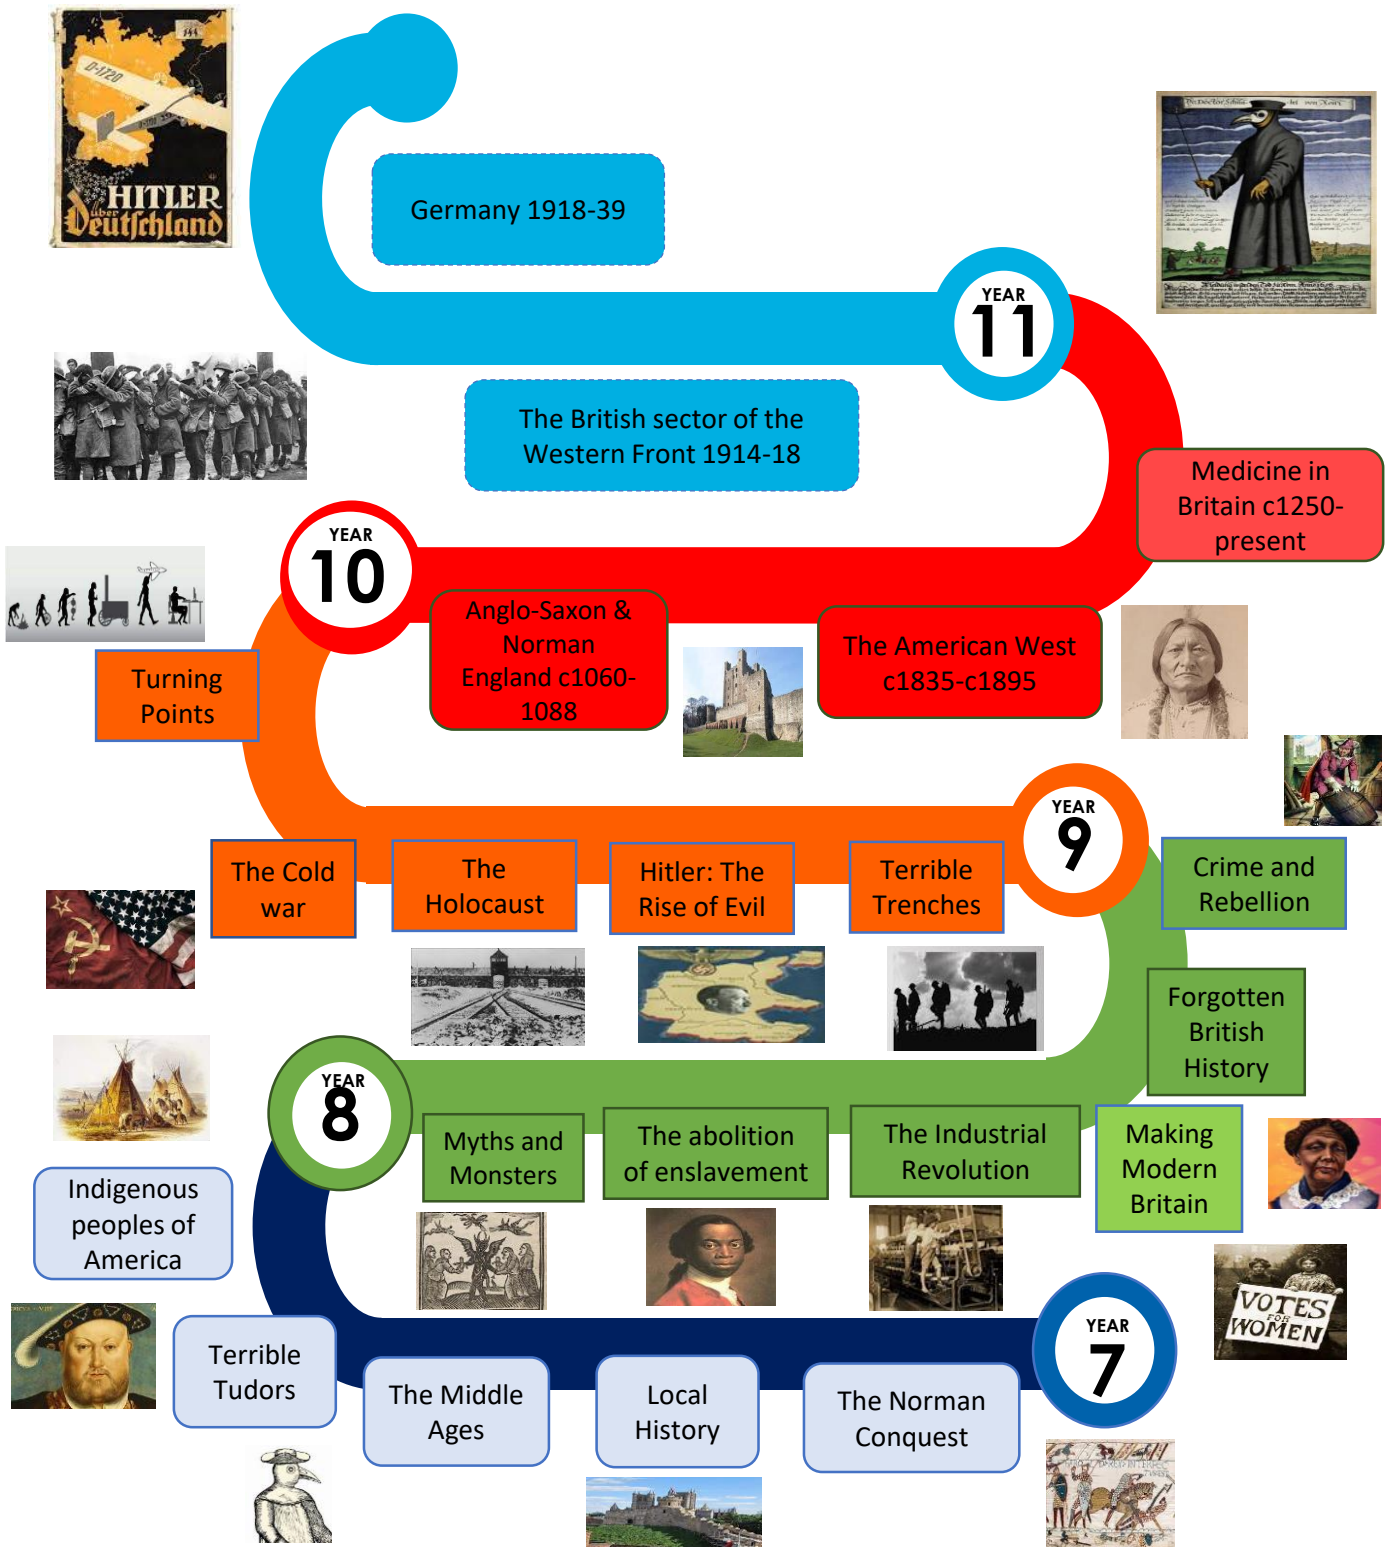 D-1720
HITLER
über
Deutschland
Germany 1918-39
YEAR
11
The British sector of the
Western Front 1914-18
Medicine in
Britain c1250-
present
YEAR
10
Anglo-Saxon &
Norman
England c1060-
1088
The American West
c1835-c1895
Turning
Points
YEAR
9
The Cold
war
The
Holocaust
Hitler: The
Rise of Evil
Terrible
Trenches
Crime and
Rebellion
Forgotten
British
History
YEAR
8
Myths and
Monsters
The abolition
of enslavement
The Industrial
Revolution
Making
Modern
Britain
Indigenous
peoples of
America
VOTES
FOR
WOMEN
Terrible
Tudors
The Middle
Ages
Local
History
The Norman
Conquest
YEAR
7